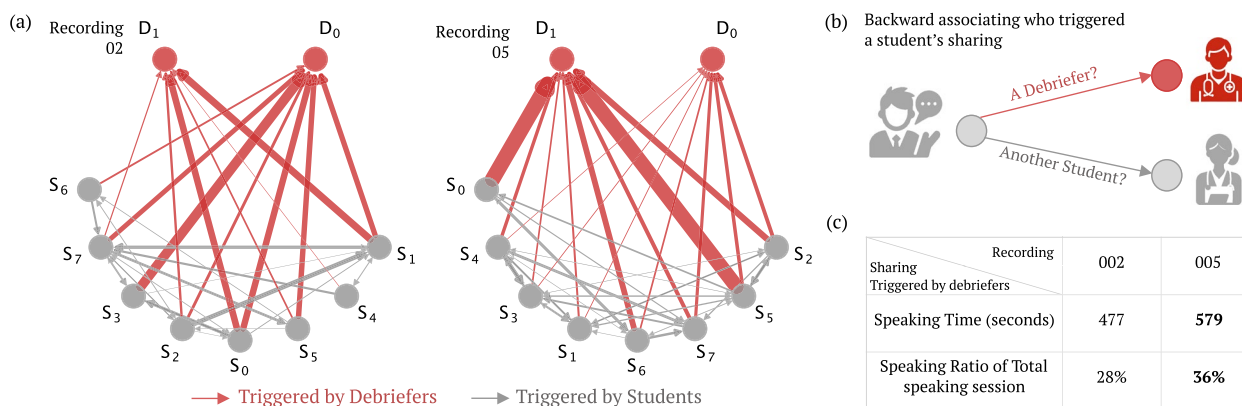 (a)
Recording
02
D1
D0
S6
S7
S3
S2
S0
S5
S4
S1
Recording
05
D1
D0
S0
S4
S3
S1
S6
S7
S5
S2
Triggered by Debriefers
Triggered by Students
(b)
Backward associating who triggered
a student's sharing
A Debriefer?
Another Student?
(c)
Recording
Sharing
Triggered by debriefers
002
005
Speaking Time (seconds)
477
579
Speaking Ratio of Total
speaking session
28%
36%